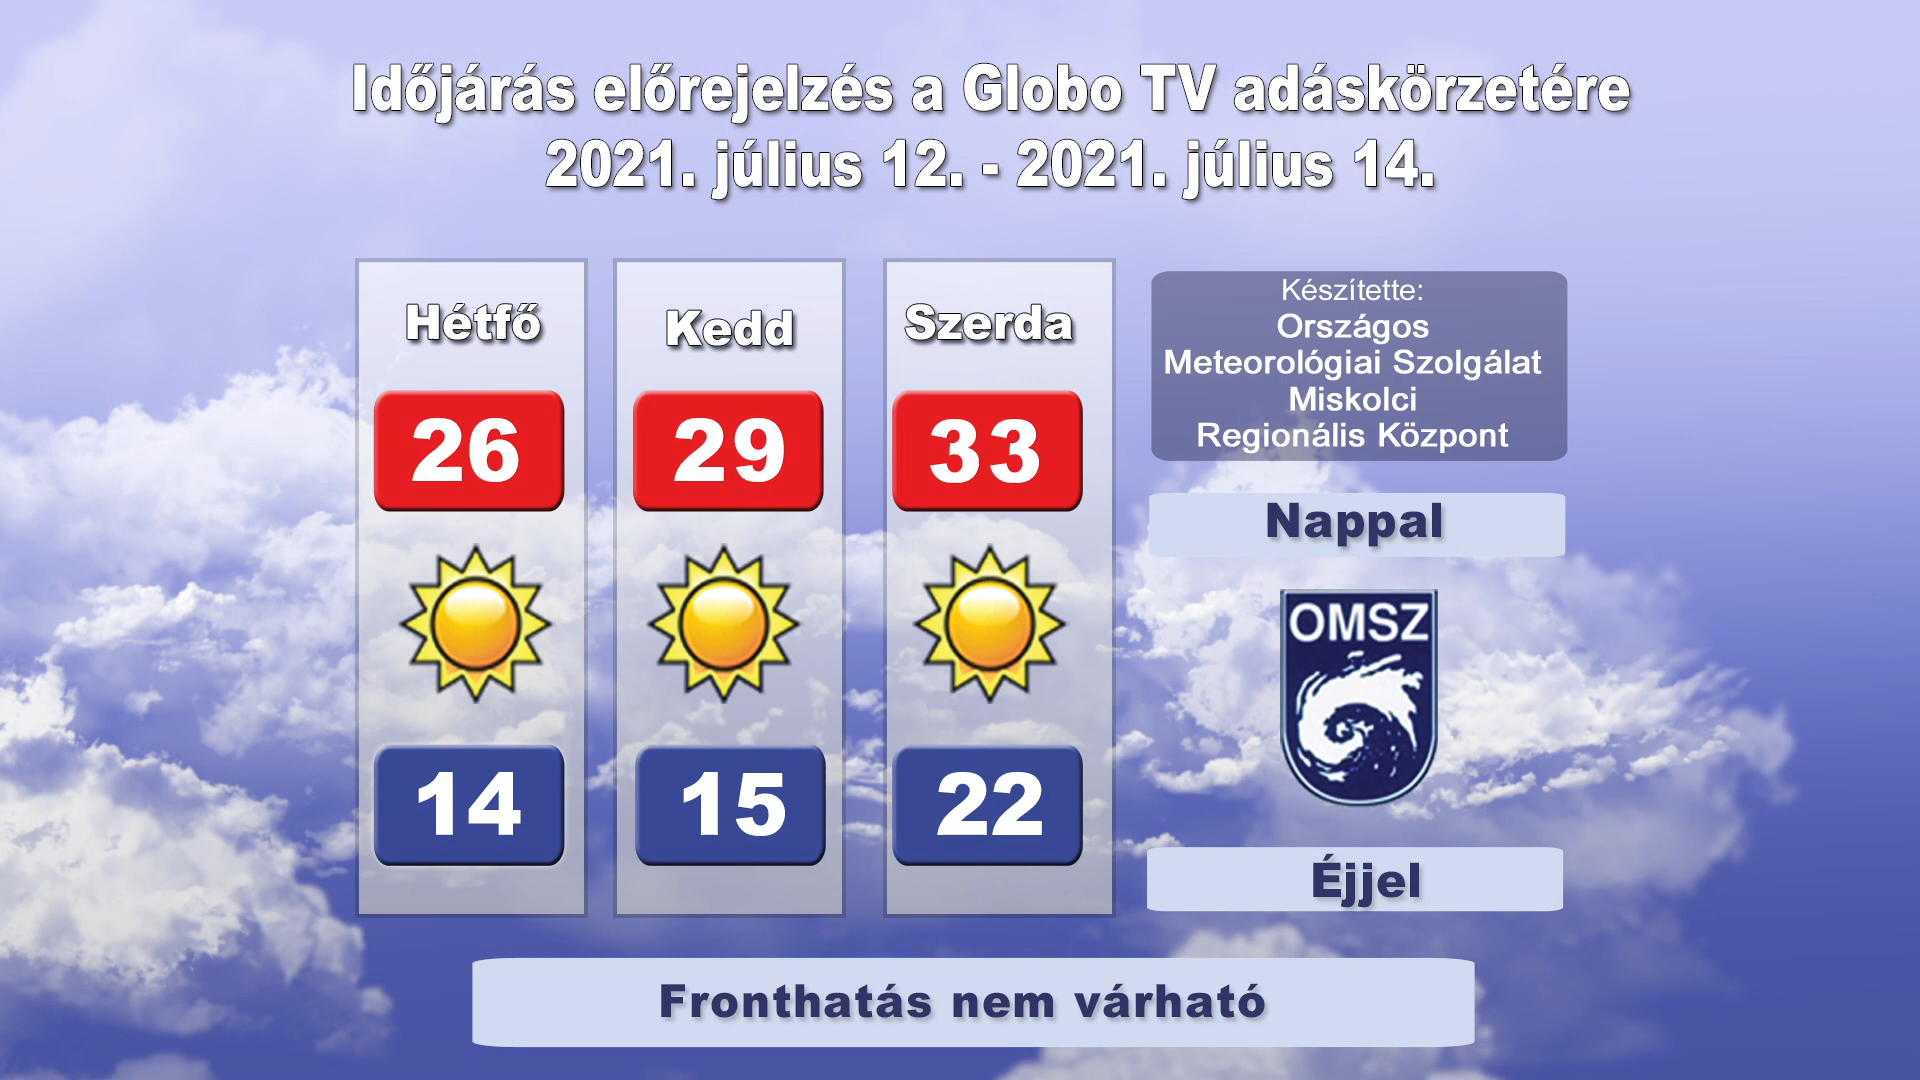 Időjárás előrejelzés a Globo TV adáskörzetére
2021. július 12. - 2021. július 14.
Hétfő
Kedd
Szerda
26
29
33
14
15
22
Készítette:
Országos
Meteorológiai Szolgálat
Miskolci
Regionális Központ
Nappal
OMSZ
Éjjel
Fronthatás nem várható